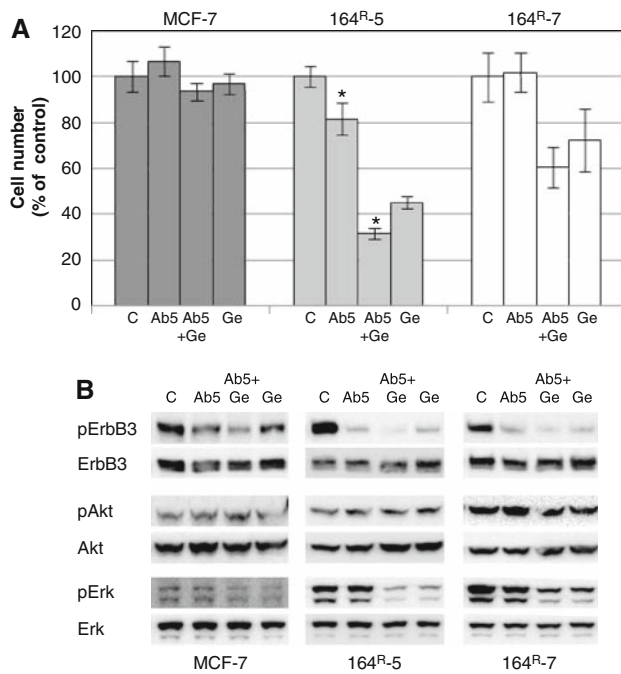 A
MCF-7 164ᴿ-5 164ᴿ-7
Cell number
(% of control)
120
100
80
60
40
20
0
* *
C Ab5 Ab5 Ge C Ab5 Ab5 Ge C Ab5 Ab5 Ge
+Ge +Ge +Ge
B
Ab5+ Ab5+ Ab5+
C Ab5 Ge Ge C Ab5 Ge Ge C Ab5 Ge Ge
pErbB3
ErbB3
pAkt
Akt
pErk
Erk
MCF-7 164ᴿ-5 164ᴿ-7